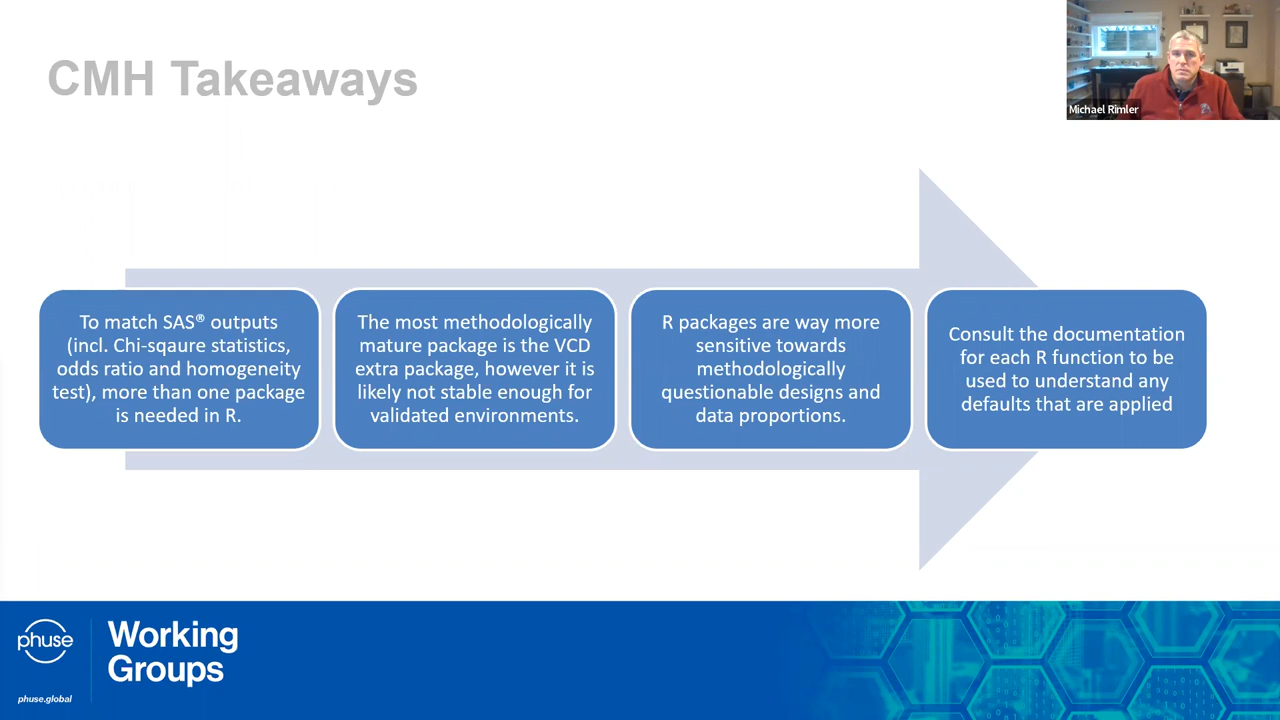 CMH Takeaways
Michael Rimler
To match SAS® outputs
(incl. Chi-sqaure statistics,
odds ratio and homogeneity
test), more than one package
is needed in R.
The most methodologically
mature package is the VCD
extra package, however it is
likely not stable enough for
validated environments.
R packages are way more
sensitive towards
methodologically
questionable designs and
data proportions.
Consult the documentation
for each R function to be
used to understand any
defaults that are applied
phuse
phuse.global
Working
Groups